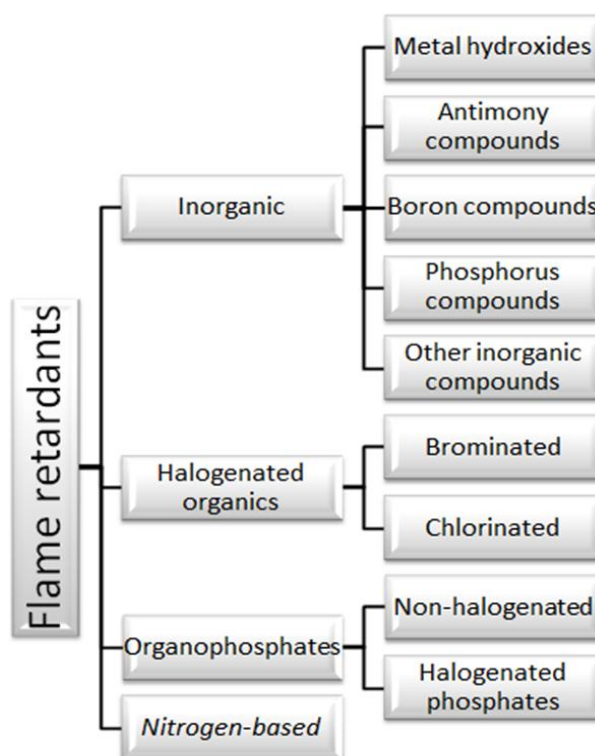 Flame retardants
Inorganic
Metal hydroxides
Antimony
compounds
Boron compounds
Phosphorus
compounds
Other inorganic
compounds
Halogenated
organics
Brominated
Chlorinated
Organophosphates
Non-halogenated
Halogenated
phosphates
Nitrogen-based